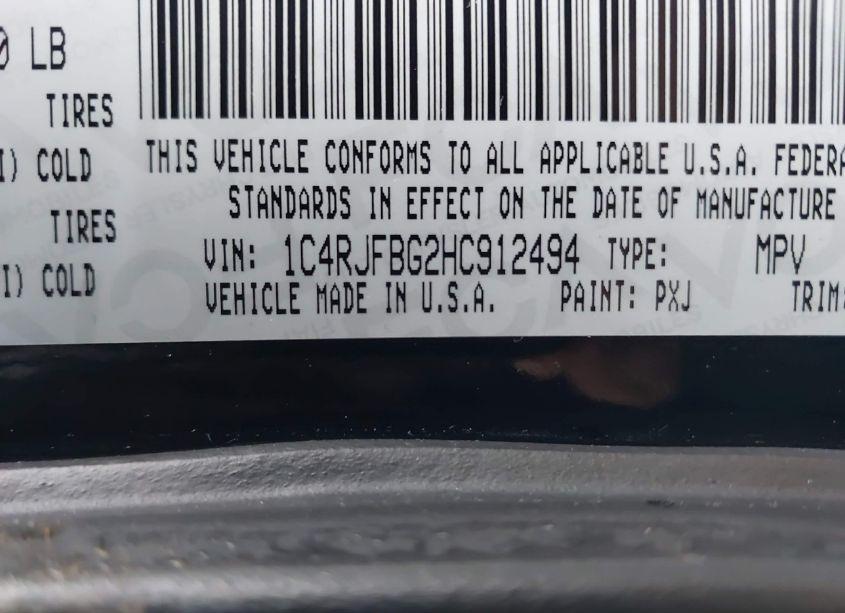 0 LB
TIRES
I) COLD
TIRES
I) COLD
THIS VEHICLE CONFORMS TO ALL APPLICABLE U.S.A. FEDERA
STANDARDS IN EFFECT ON THE DATE OF MANUFACTURE
VIN: 1C4RJFBG2HC912494 TYPE: MPV
VEHICLE MADE IN U.S.A. PAINT: PXJ TRIM: